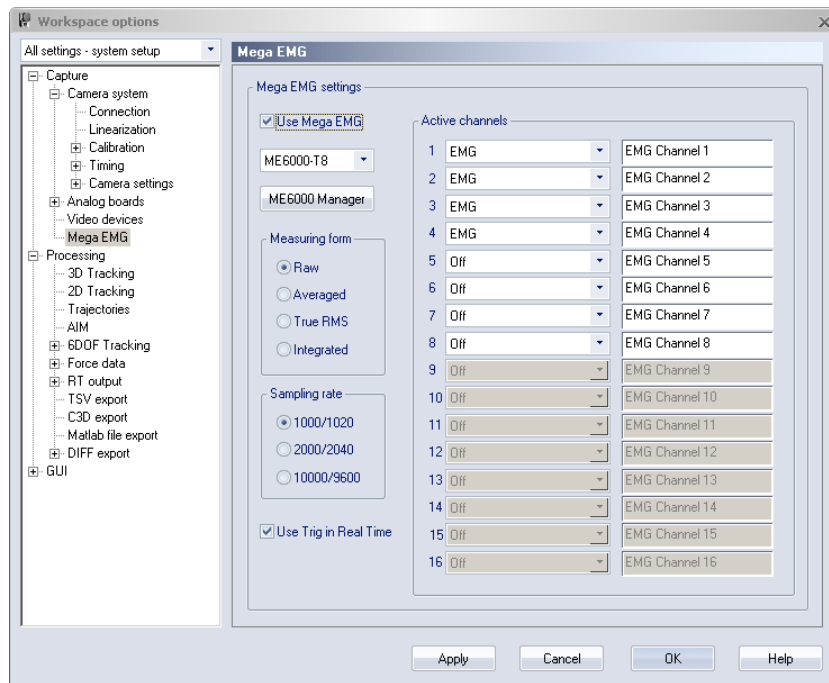 Workspace options
All settings - system setup
Mega EMG
Capture
Camera system
Connection
Linearization
Calibration
Timing
Camera settings
Analog boards
Video devices
Mega EMG
Processing
3D Tracking
2D Tracking
Trajectories
AIM
6DOF Tracking
Force data
RT output
TSV export
C3D export
Matlab file export
DIFF export
GUI
Mega EMG settings
Use Mega EMG
ME6000-T8
ME6000 Manager
Measuring form
Raw
Averaged
True RMS
Integrated
Sampling rate
1000/1020
2000/2040
10000/9600
Use Trig in Real Time
Active channels
1 EMG EMG Channel 1
2 EMG EMG Channel 2
3 EMG EMG Channel 3
4 EMG EMG Channel 4
5 Off EMG Channel 5
6 Off EMG Channel 6
7 Off EMG Channel 7
8 Off EMG Channel 8
9 Off EMG Channel 9
10 Off EMG Channel 10
11 Off EMG Channel 11
12 Off EMG Channel 12
13 Off EMG Channel 13
14 Off EMG Channel 14
15 Off EMG Channel 15
16 Off EMG Channel 16
Apply Cancel OK Help